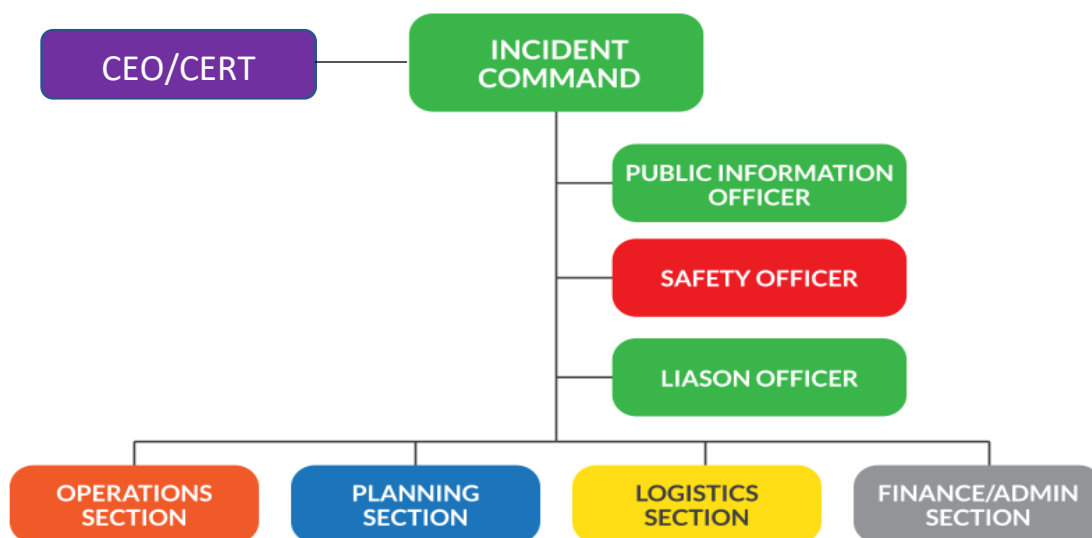 CEO/CERT
INCIDENT
COMMAND
PUBLIC INFORMATION
OFFICER
SAFETY OFFICER
LIASON OFFICER
OPERATIONS
SECTION
PLANNING
SECTION
LOGISTICS
SECTION
FINANCE/ADMIN
SECTION